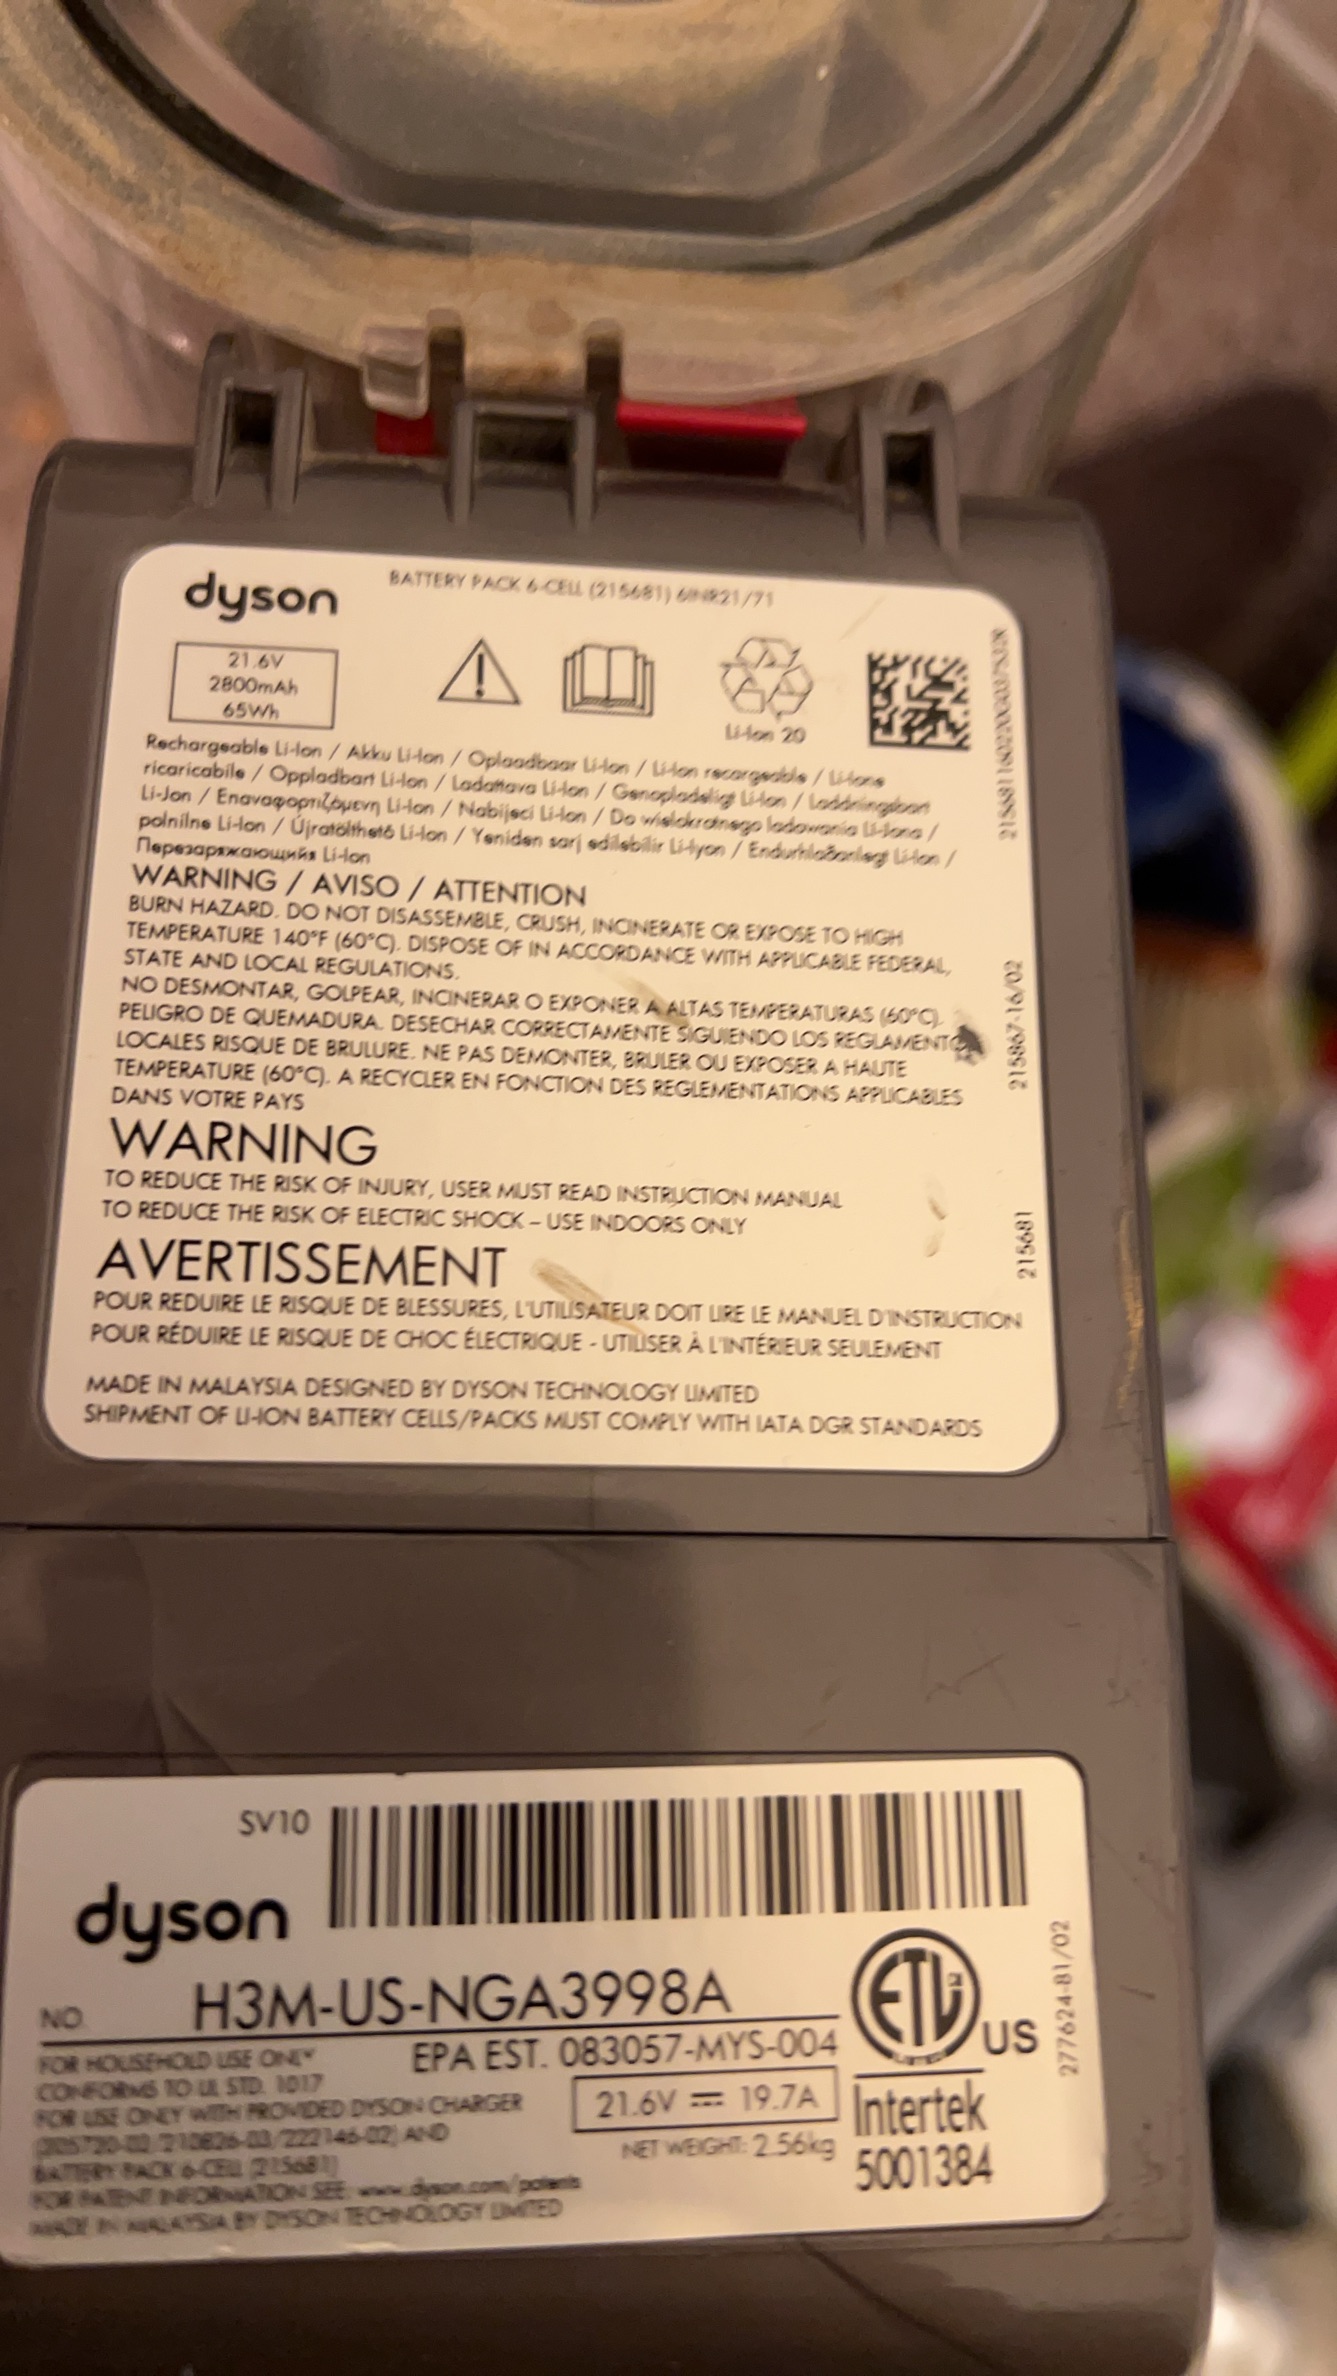 dyson
BATTERY PACK 6-CELL (215681) 6INR21/71
21.6V
2800mAh
65Wh
Li-Ion 20
Rechargeable Li-Ion / Akku Li-Ion / Oplaadbaar Li-Ion / Li-Ion recargeable / Li-Ione
ricaricabile / Oppladbart Li-Ion / Ladattava Li-Ion / Genopladeligt Li-Ion / Laddningsbart
Li-Jon / Επαναφορτιζόμενη Li-Ion / Nabíjecí Li-Ion / Do wielokrotnego ładowania Li-Iona /
polnilne Li-Ion / Újratölthető Li-Ion / Yeniden sarj edilebilir Li-Iyon / Endurhlaðanlegt Li-Ion /
Перезаряжающийя Li-Ion
WARNING / AVISO / ATTENTION
BURN HAZARD. DO NOT DISASSEMBLE, CRUSH, INCINERATE OR EXPOSE TO HIGH
TEMPERATURE 140°F (60°C). DISPOSE OF IN ACCORDANCE WITH APPLICABLE FEDERAL,
STATE AND LOCAL REGULATIONS.
NO DESMONTAR, GOLPEAR, INCINERAR O EXPONER A ALTAS TEMPERATURAS (60°C).
PELIGRO DE QUEMADURA. DESECHAR CORRECTAMENTE SIGUIENDO LOS REGLAMENTO
LOCALES RISQUE DE BRULURE. NE PAS DEMONTER, BRULER OU EXPOSER A HAUTE
TEMPERATURE (60°C). A RECYCLER EN FONCTION DES REGLEMENTATIONS APPLICABLES
DANS VOTRE PAYS
WARNING
TO REDUCE THE RISK OF INJURY, USER MUST READ INSTRUCTION MANUAL
TO REDUCE THE RISK OF ELECTRIC SHOCK – USE INDOORS ONLY
AVERTISSEMENT
POUR REDUIRE LE RISQUE DE BLESSURES, L'UTILISATEUR DOIT LIRE LE MANUEL D'INSTRUCTION
POUR RÉDUIRE LE RISQUE DE CHOC ÉLECTRIQUE - UTILISER À L'INTÉRIEUR SEULEMENT
MADE IN MALAYSIA DESIGNED BY DYSON TECHNOLOGY LIMITED
SHIPMENT OF LI-ION BATTERY CELLS/PACKS MUST COMPLY WITH IATA DGR STANDARDS
215867-16/02
215681
SV10
dyson
NO. H3M-US-NGA3998A
FOR HOUSEHOLD USE ONLY
EPA EST. 083057-MYS-004
CONFORMS TO UL STD. 1017
FOR USE ONLY WITH PROVIDED DYSON CHARGER
(205720-02/210826-03/222146-02) AND
BATTERY PACK 6-CELL (215681)
FOR PATENT INFORMATION SEE: www.dyson.com/patents
MADE IN MALAYSIA BY DYSON TECHNOLOGY LIMITED
21.6V ⎓ 19.7A
NET WEIGHT: 2.56kg
ETL
US
Intertek
5001384
277624-81/02